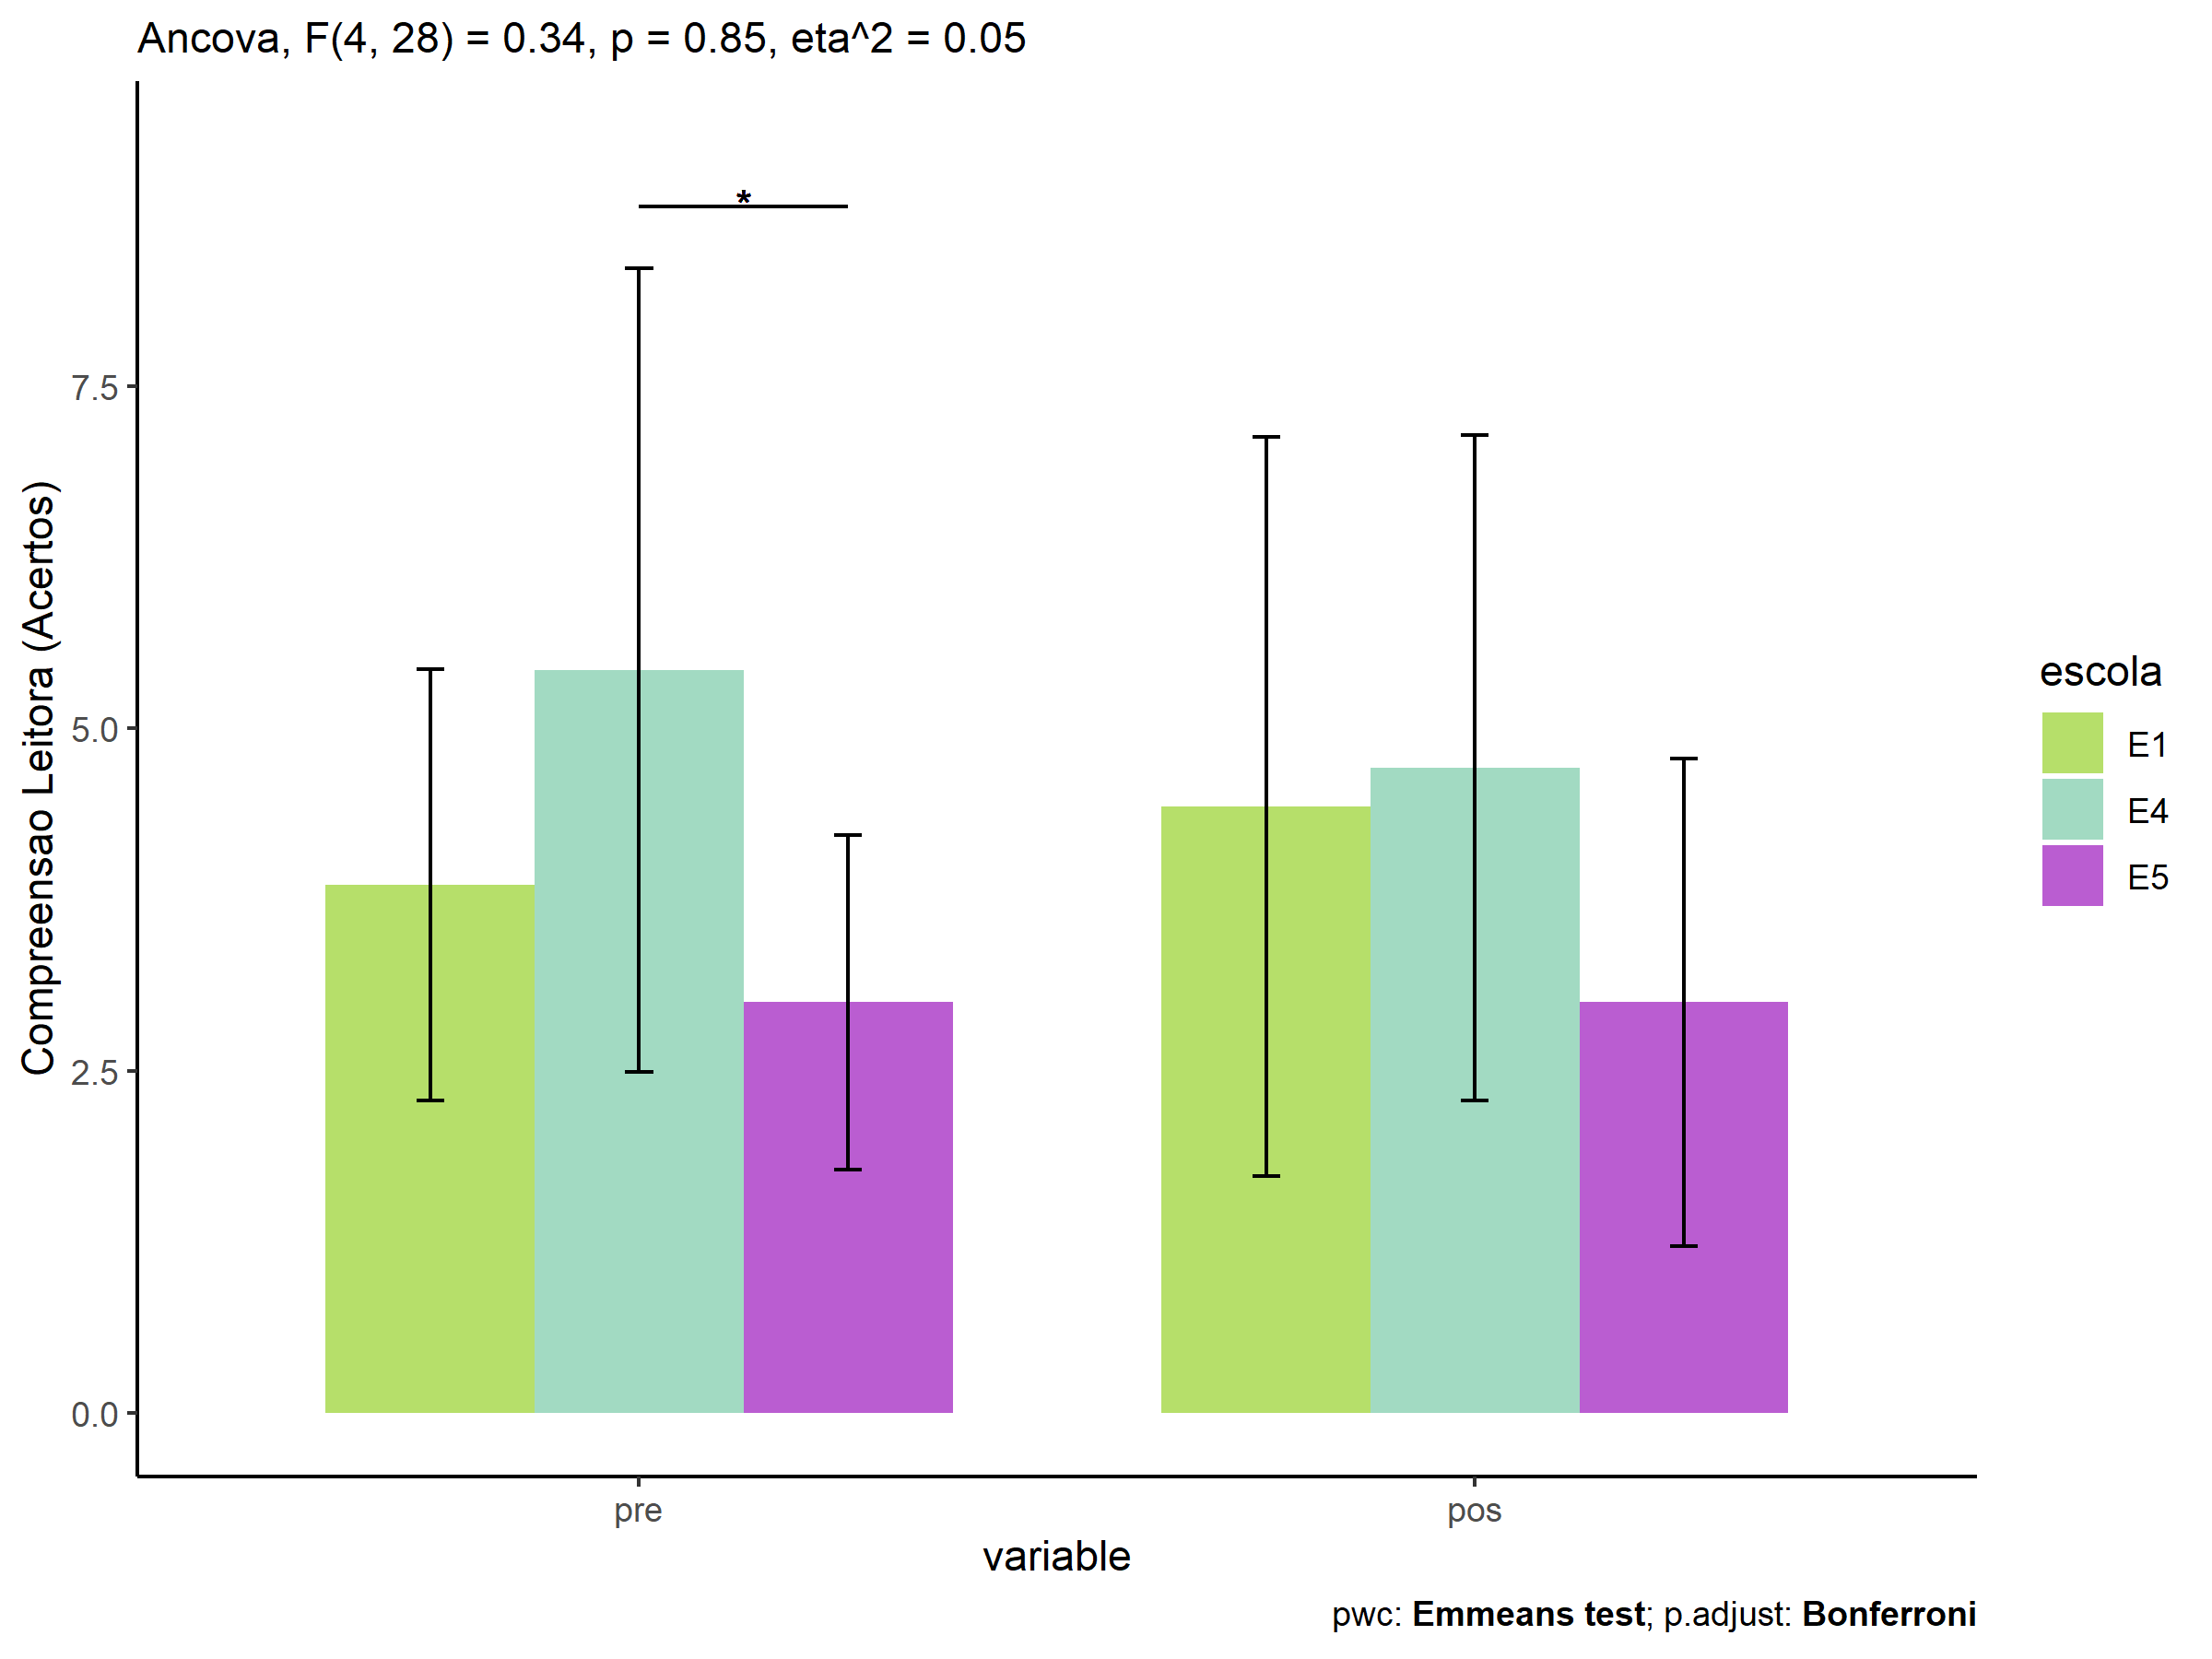 Ancova, F(4, 28) = 0.34, p = 0.85, eta^2 = 0.05
*
7.5
5.0
2.5
0.0
Compreensao Leitora (Acertos)
pre
pos
variable
escola
E1
E4
E5
pwc: Emmeans test; p.adjust: Bonferroni